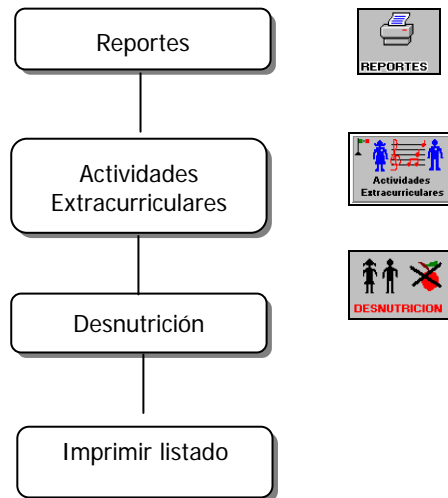 Reportes
REPORTES
Actividades
Extracurriculares
Actividades
Extracurriculares
Desnutrición
DESNUTRICION
Imprimir listado